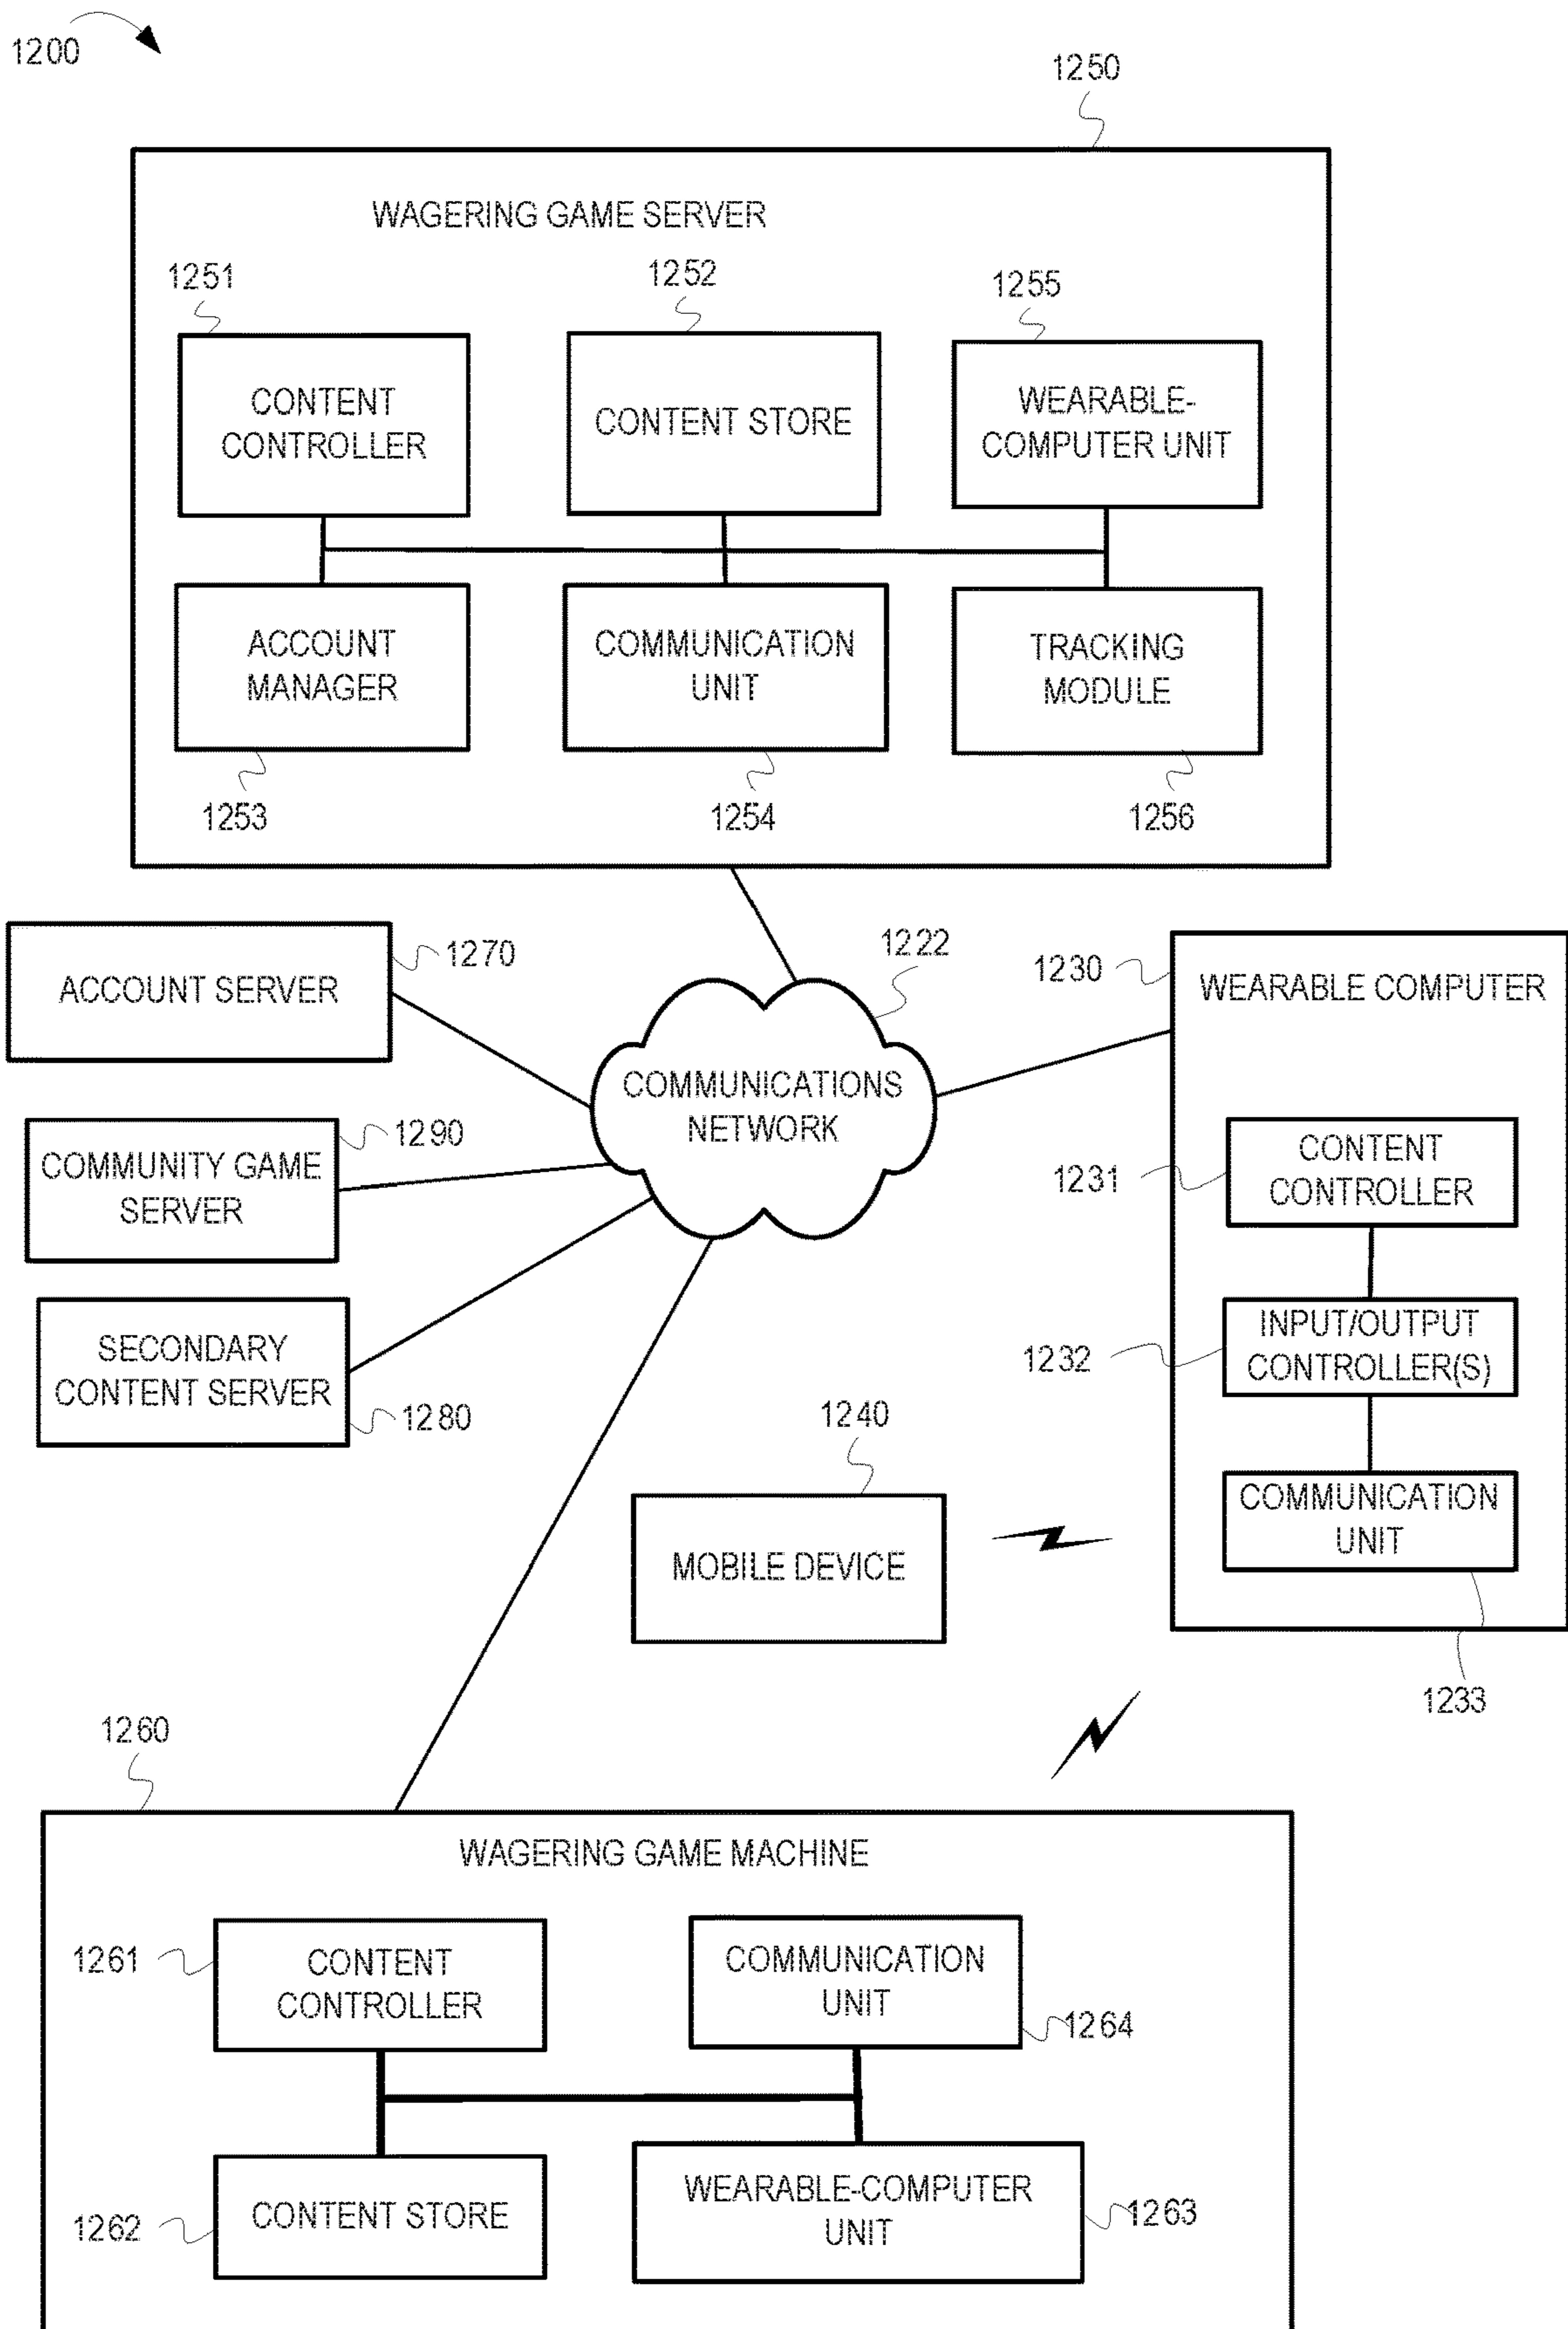 1200
1250
WAGERING GAME SERVER
1251
1252
1255
CONTENT
CONTROLLER
CONTENT STORE
WEARABLE-
COMPUTER UNIT
ACCOUNT
MANAGER
COMMUNICATION
UNIT
TRACKING
MODULE
1253
1254
1256
ACCOUNT SERVER
1270
1222
1230
WEARABLE COMPUTER
COMMUNICATIONS
NETWORK
COMMUNITY GAME
SERVER
1290
1231
CONTENT
CONTROLLER
SECONDARY
CONTENT SERVER
1280
1232
INPUT/OUTPUT
CONTROLLER(S)
1240
MOBILE DEVICE
COMMUNICATION
UNIT
1233
1260
WAGERING GAME MACHINE
1261
CONTENT
CONTROLLER
COMMUNICATION
UNIT
1264
1262
CONTENT STORE
WEARABLE-COMPUTER
UNIT
1263